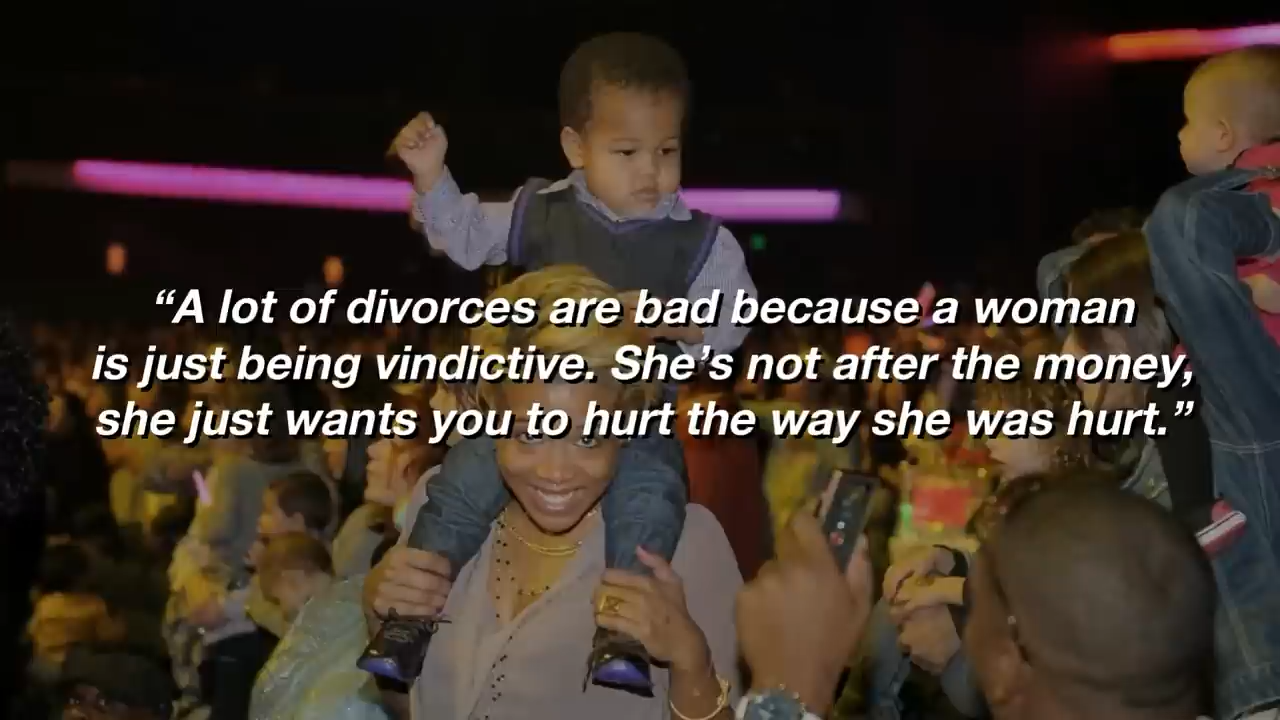 “A lot of divorces are bad because a woman
is just being vindictive. She’s not after the money,
she just wants you to hurt the way she was hurt.”